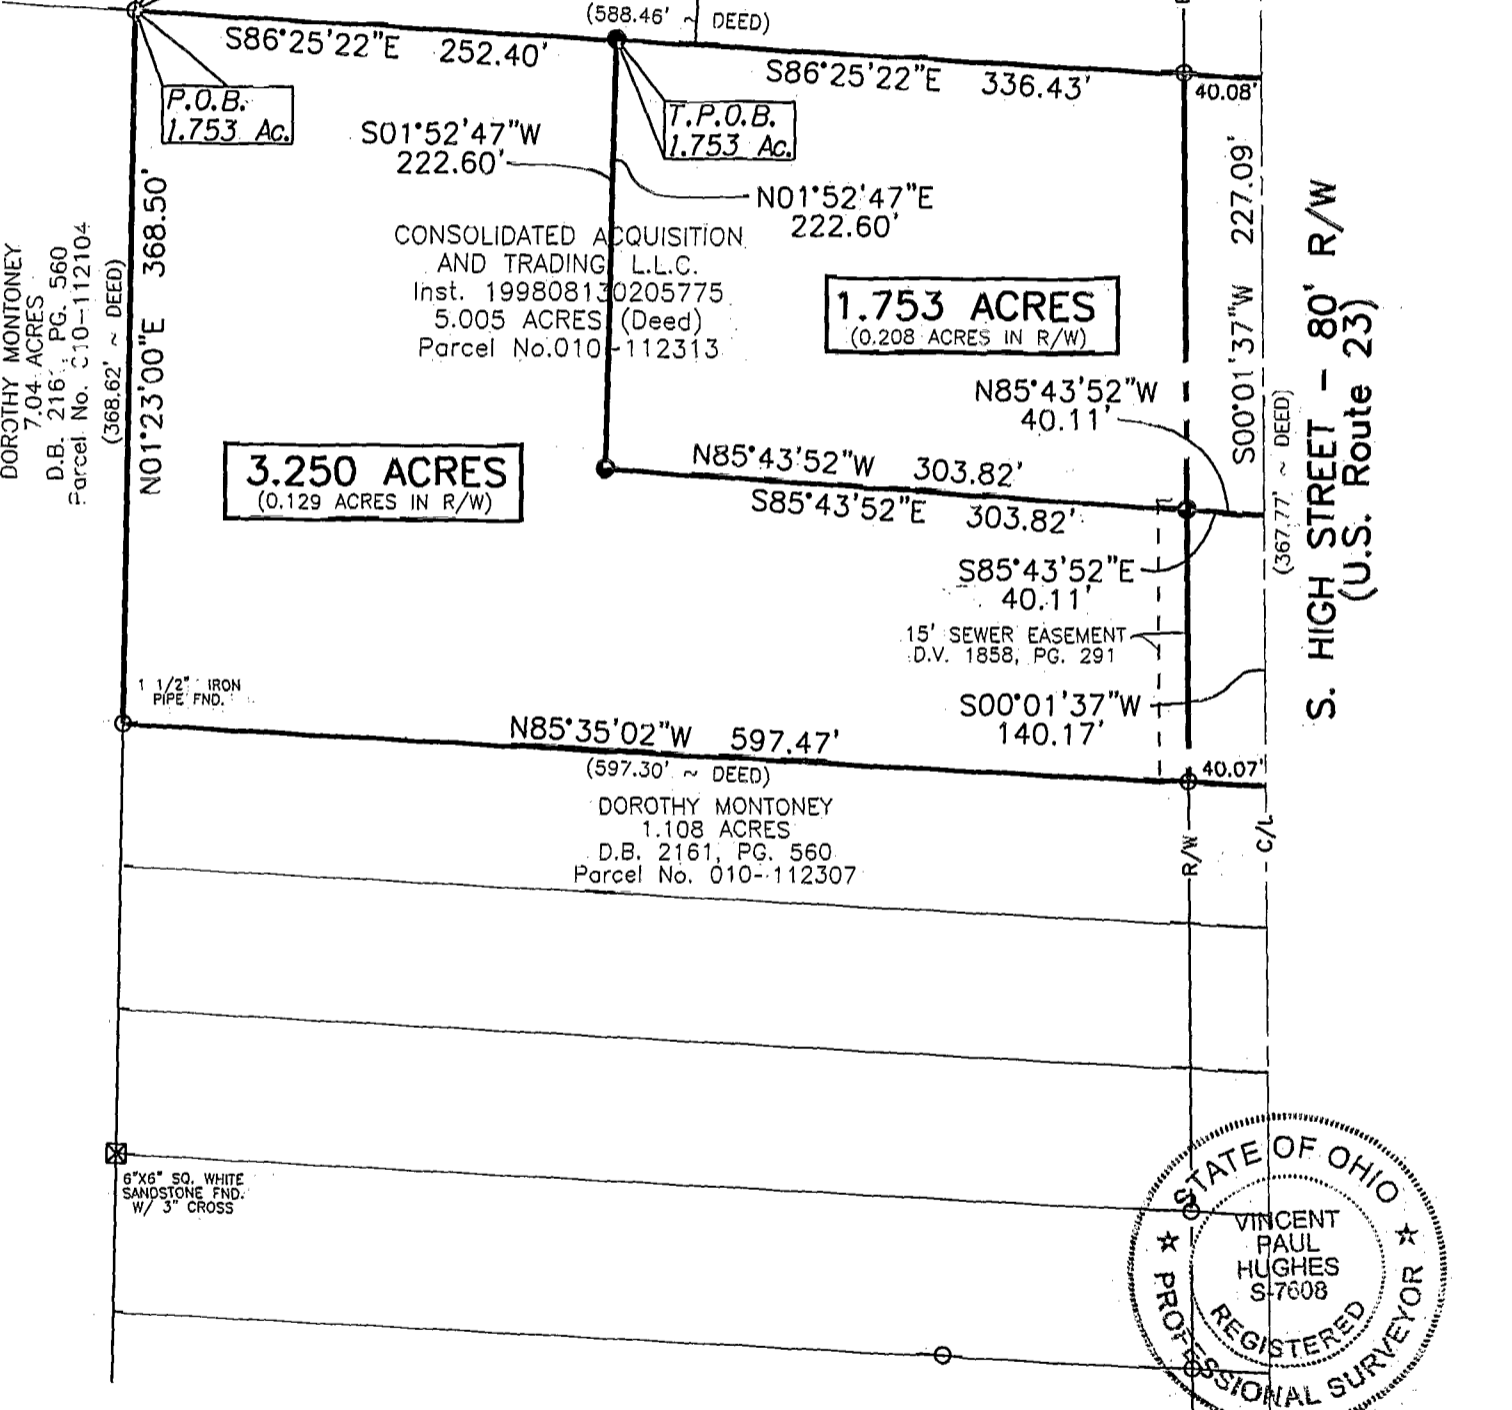 (588.46' ~ DEED)
S86°25'22"E 252.40'
S86°25'22"E 336.43'
40.08'
P.O.B.
1.753 Ac.
T.P.O.B.
1.753 Ac.
S01°52'47"W
222.60'
N01°52'47"E
222.60'
CONSOLIDATED ACQUISITION
AND TRADING L.L.C.
Inst. 199808130205775
5.005 ACRES (Deed)
Parcel No.010-112313
1.753 ACRES
(0.208 ACRES IN R/W)
DOROTHY MONTONEY
7.04 ACRES
D.B. 2161, PG. 560
Parcel No. 010-112104
(368.62' ~ DEED)
N01°23'00"E 368.50'
S00°01'37"W 227.09'
(367.77' ~ DEED)
S. HIGH STREET - 80' R/W
(U.S. Route 23)
N85°43'52"W
40.11'
3.250 ACRES
(0.129 ACRES IN R/W)
N85°43'52"W 303.82'
S85°43'52"E 303.82'
S85°43'52"E
40.11'
15' SEWER EASEMENT
D.V. 1858, PG. 291
S00°01'37"W
140.17'
1 1/2" IRON
PIPE FND.
N85°35'02"W 597.47'
(597.30' ~ DEED)
40.07'
DOROTHY MONTONEY
1.108 ACRES
D.B. 2161, PG. 560
Parcel No. 010-112307
R/W
C/L
6"X6" SQ. WHITE
SANDSTONE FND.
W/ 3" CROSS
STATE OF OHIO
VINCENT
PAUL
HUGHES
S-7608
REGISTERED
PROFESSIONAL SURVEYOR